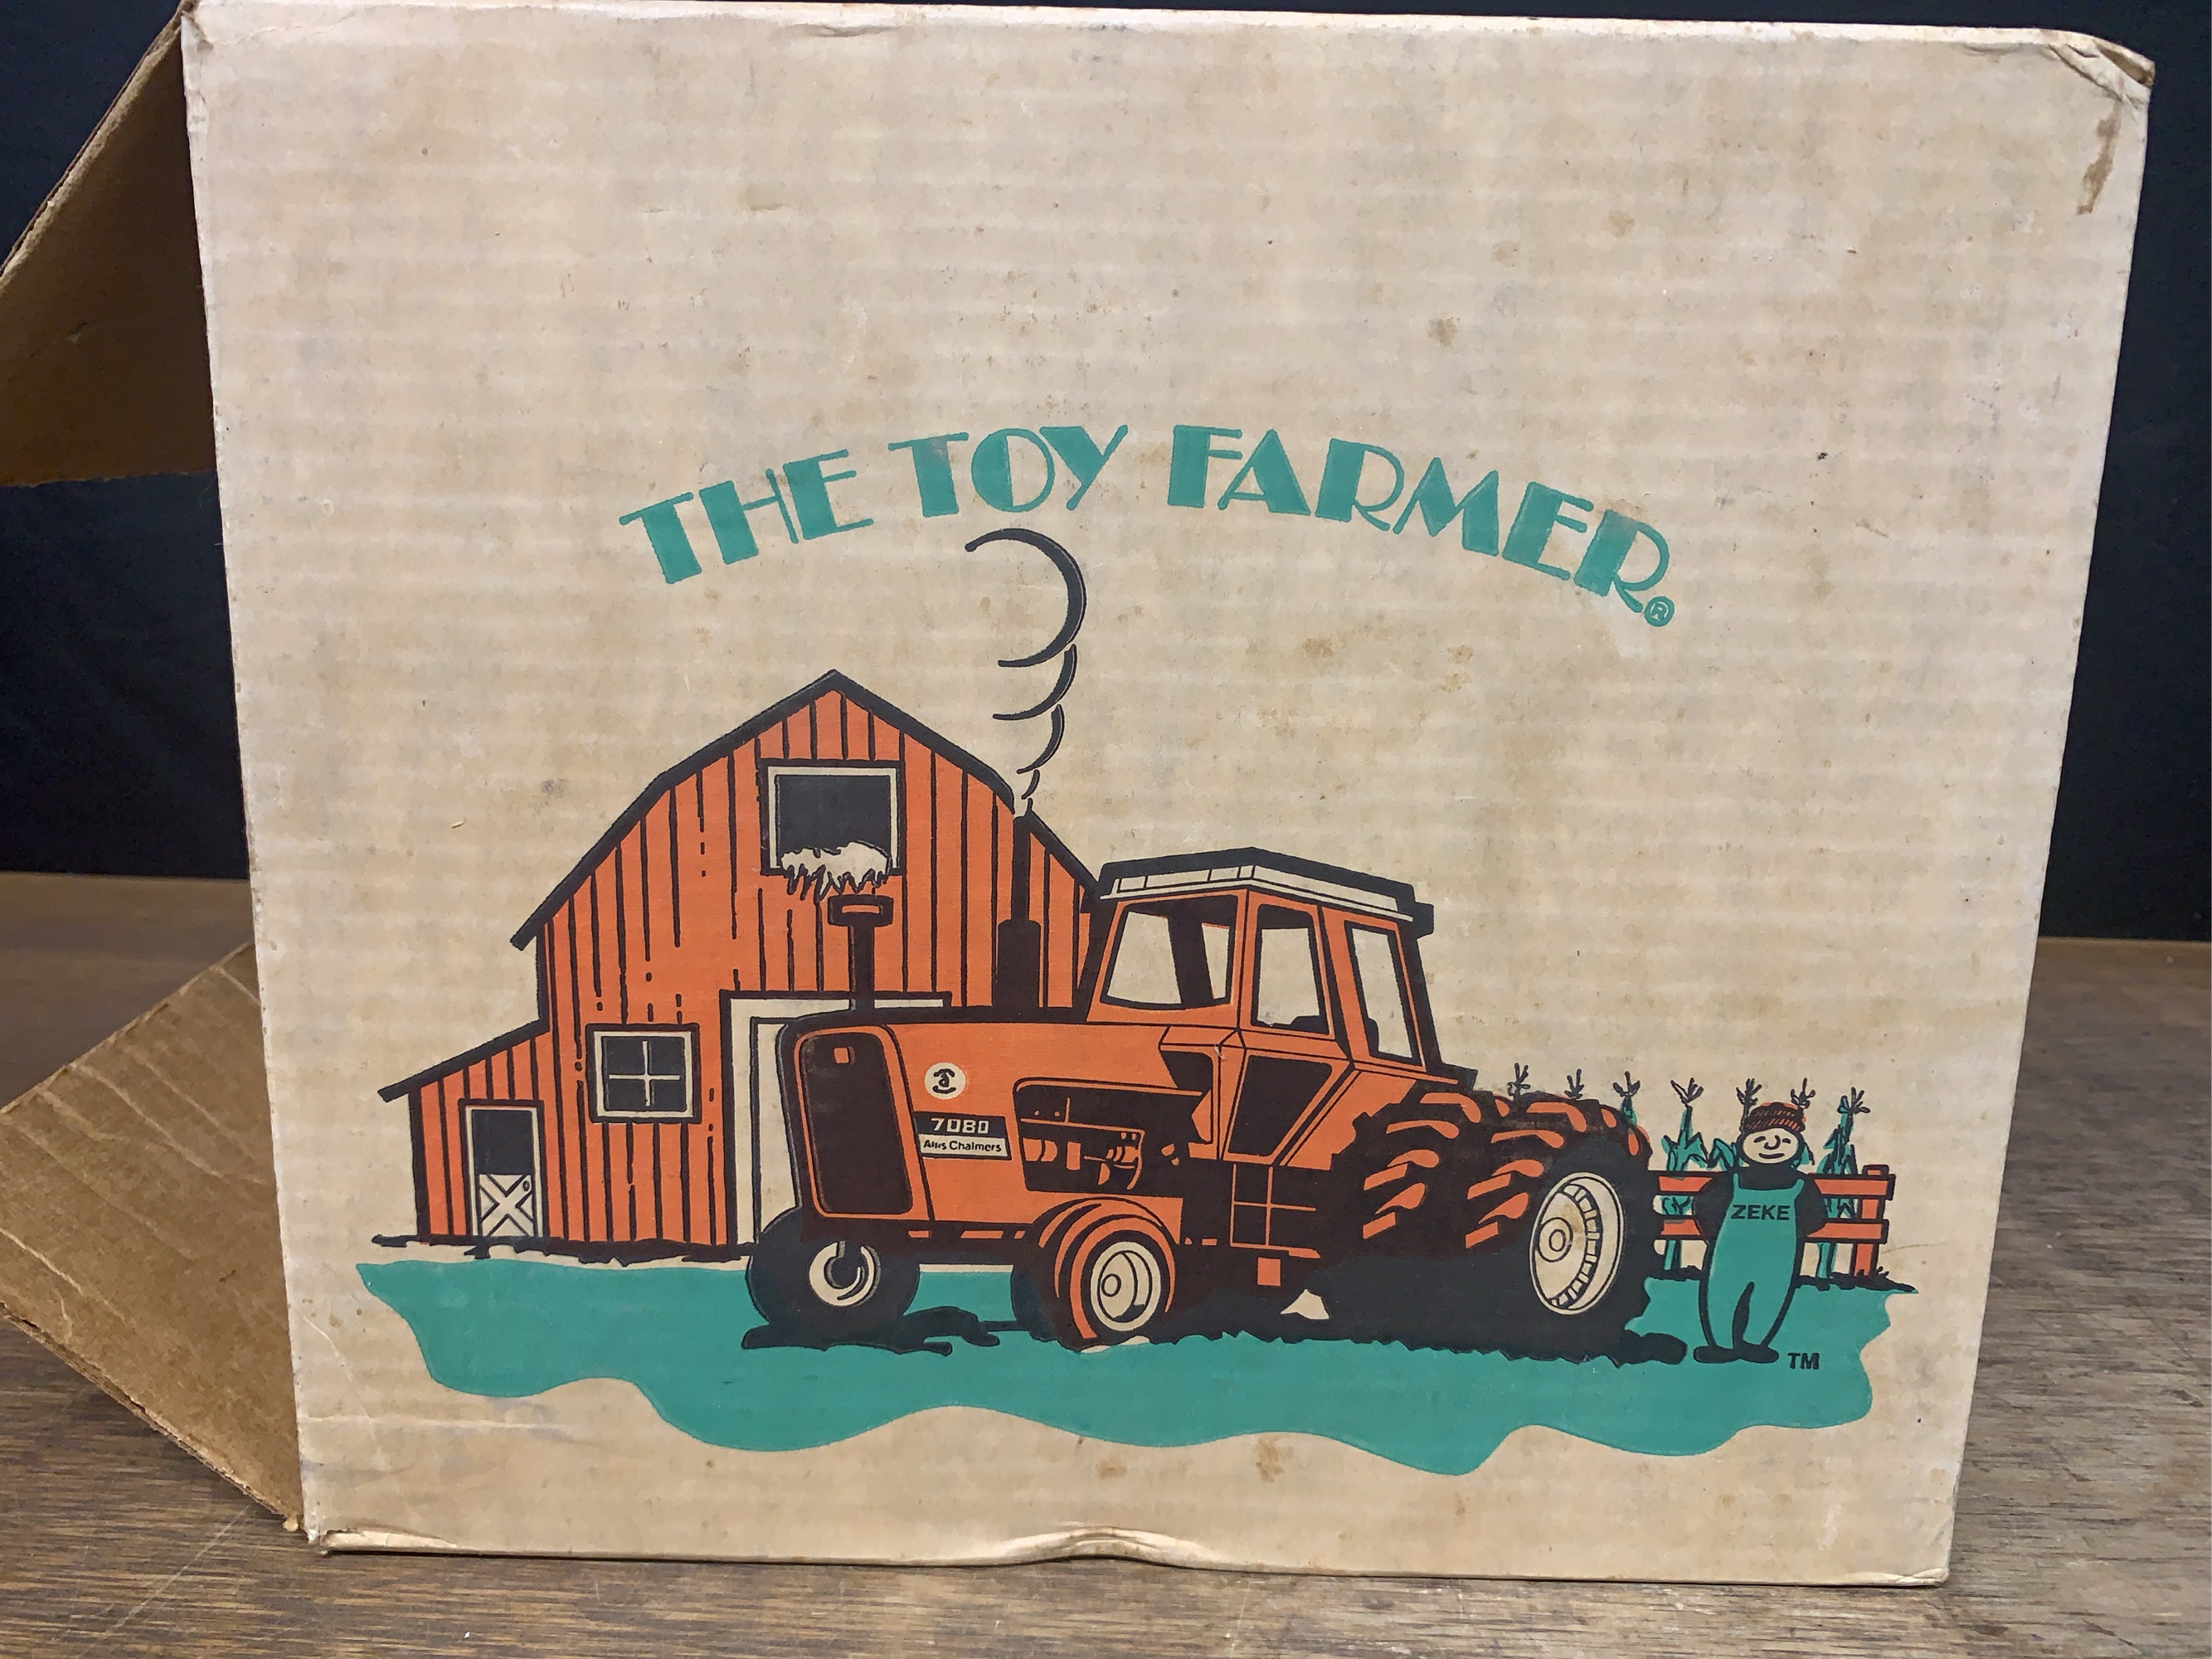 THE TOY FARMER®
7080
Allis Chalmers
ZEKE
TM